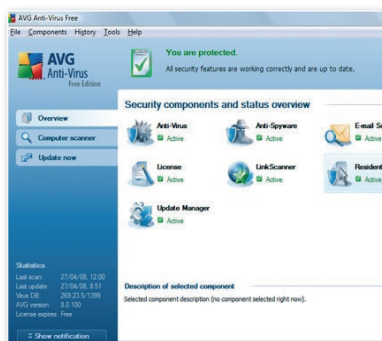 AVG Anti-Virus Free
File Components History Tools Help
AVG
Anti-Virus
Free Edition
You are protected.
All security features are working correctly and are up to date.
Overview
Computer scanner
Update now
Security components and status overview
Anti-Virus
Active
Anti-Spyware
Active
E-mail Sc
Active
License
Active
LinkScanner
Active
Resident
Active
Update Manager
Active
Statistics
Last scan: 27/04/08, 12:00
Last update: 27/04/08, 8:51
Virus DB: 269.23.5/1399
AVG version: 8.0.100
License expires: Free
Description of selected component
Selected component description (no component selected right now).
Show notification